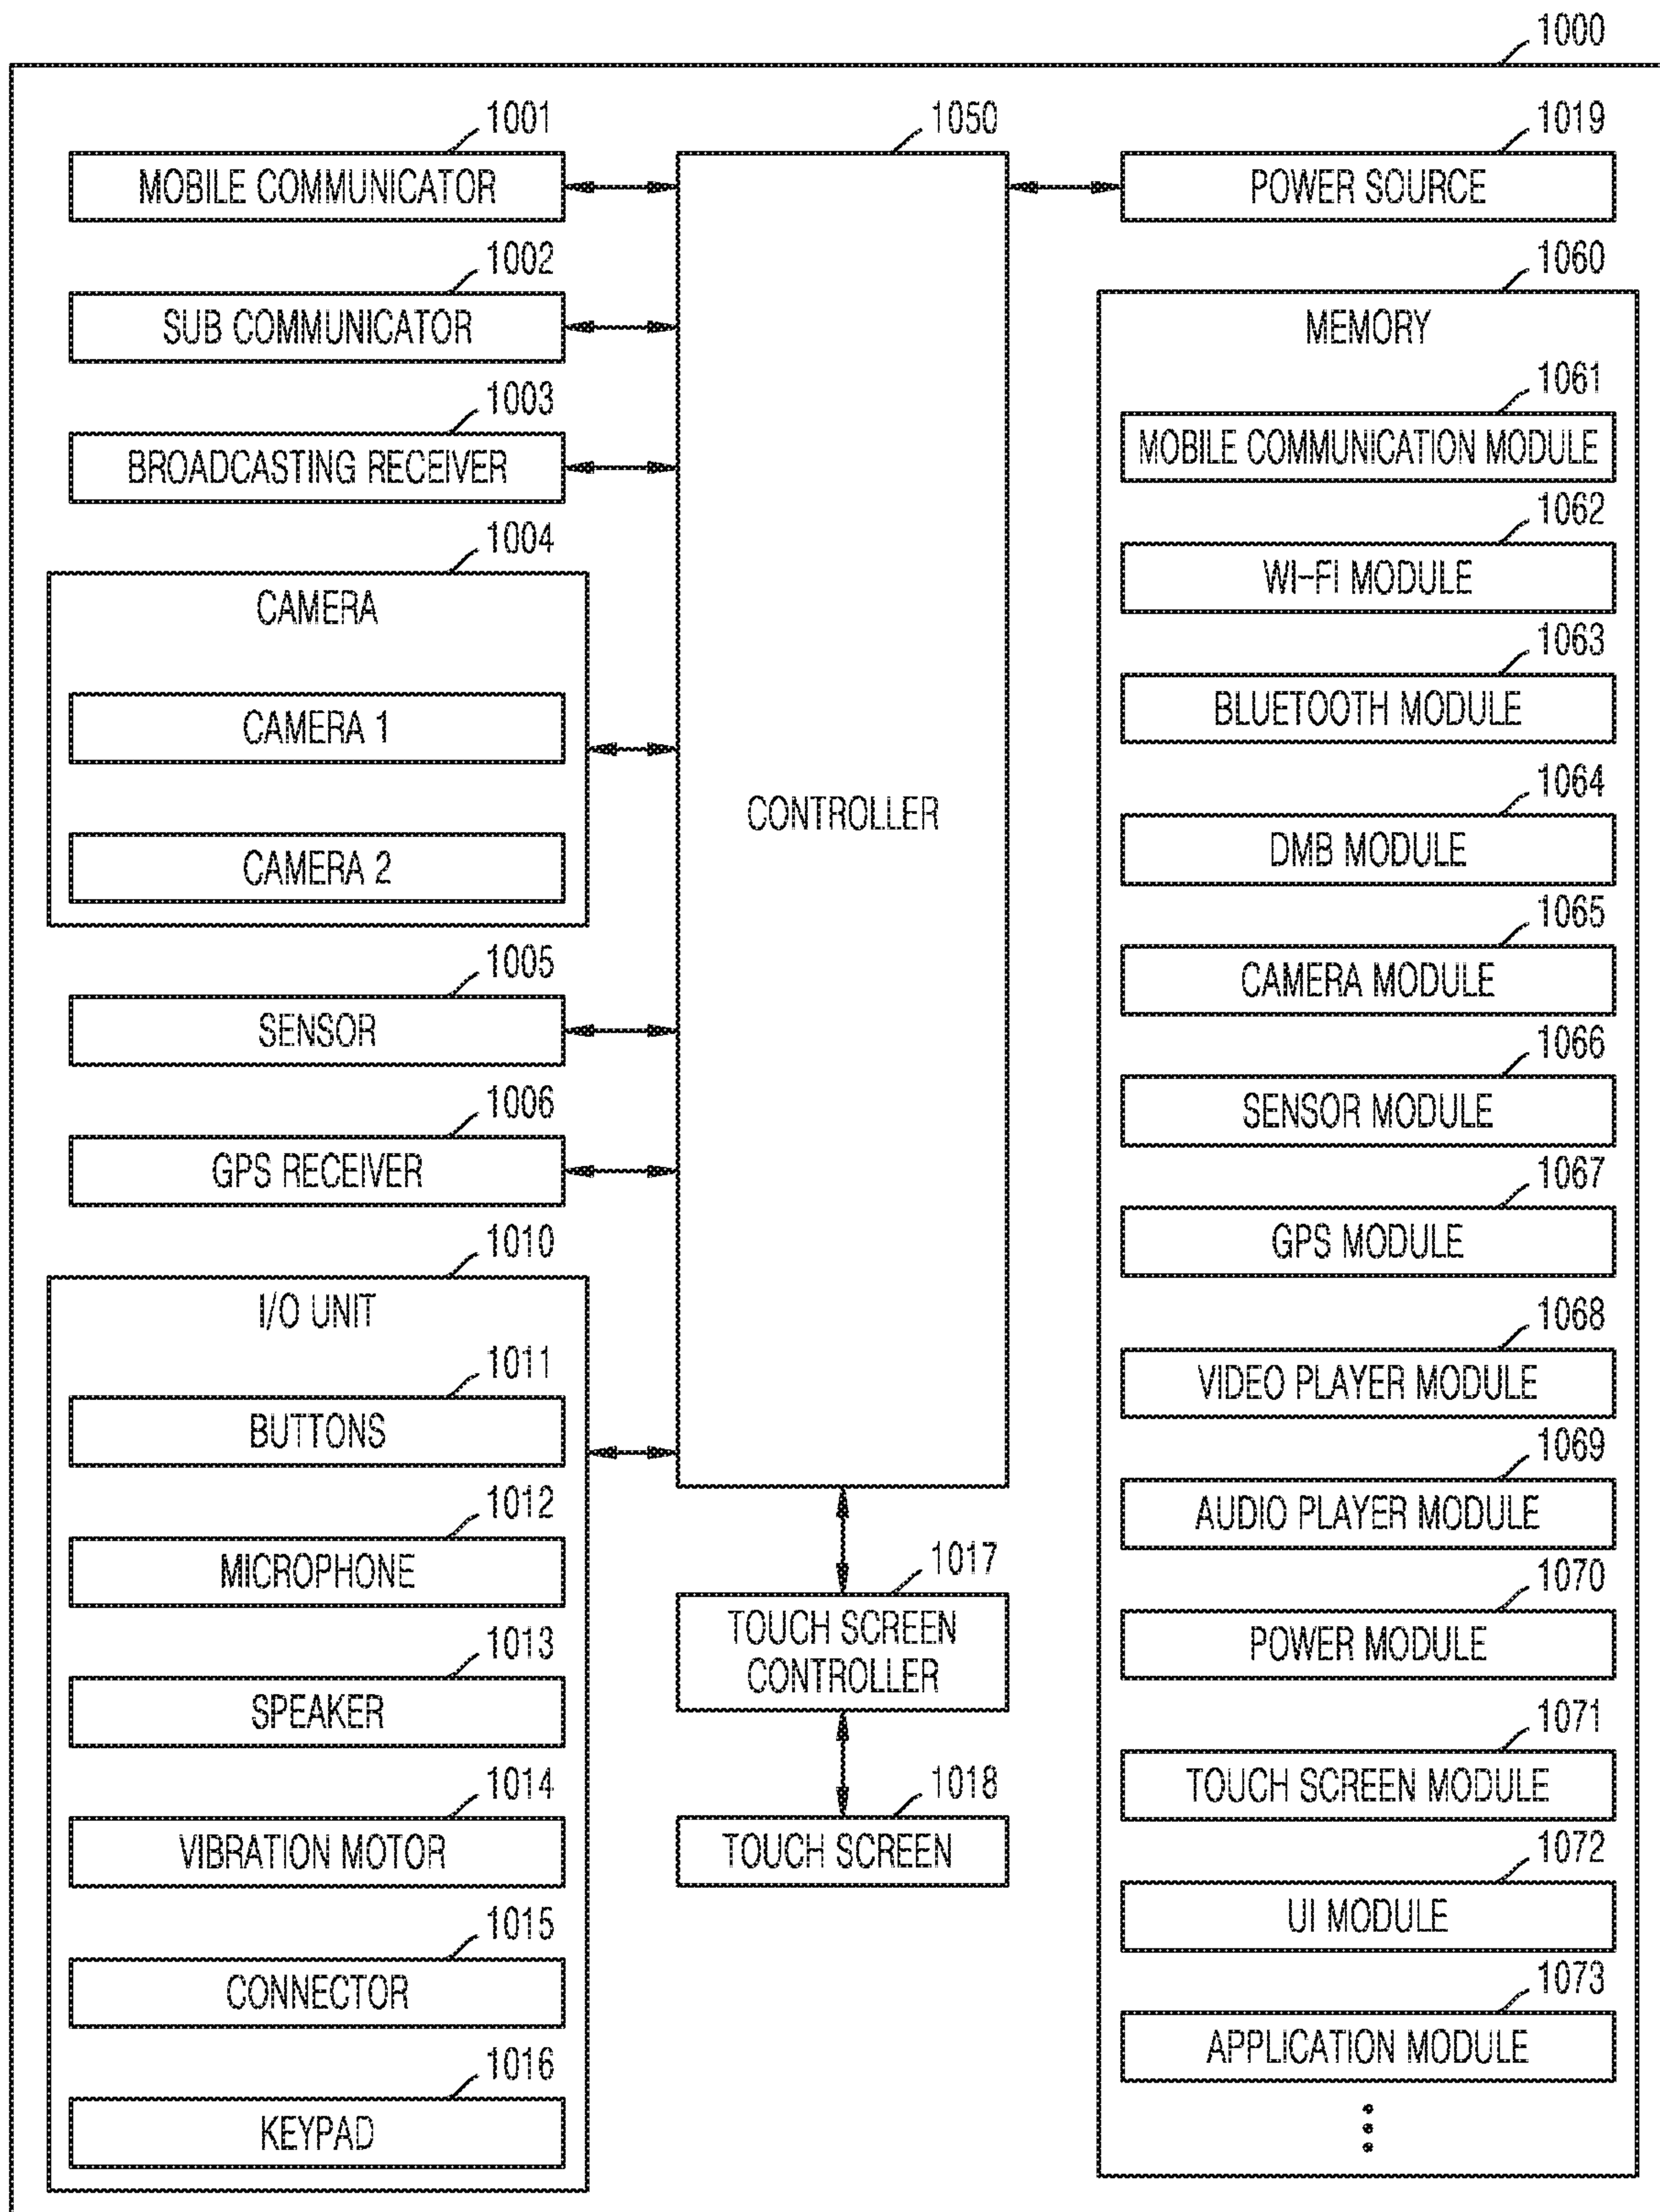 1000
1001
MOBILE COMMUNICATOR
1002
SUB COMMUNICATOR
1003
BROADCASTING RECEIVER
1004
CAMERA
CAMERA 1
CAMERA 2
1005
SENSOR
1006
GPS RECEIVER
1010
I/O UNIT
1011
BUTTONS
1012
MICROPHONE
1013
SPEAKER
1014
VIBRATION MOTOR
1015
CONNECTOR
1016
KEYPAD
1050
CONTROLLER
1017
TOUCH SCREEN
CONTROLLER
1018
TOUCH SCREEN
1019
POWER SOURCE
1060
MEMORY
1061
MOBILE COMMUNICATION MODULE
1062
WI-FI MODULE
1063
BLUETOOTH MODULE
1064
DMB MODULE
1065
CAMERA MODULE
1066
SENSOR MODULE
1067
GPS MODULE
1068
VIDEO PLAYER MODULE
1069
AUDIO PLAYER MODULE
1070
POWER MODULE
1071
TOUCH SCREEN MODULE
1072
UI MODULE
1073
APPLICATION MODULE